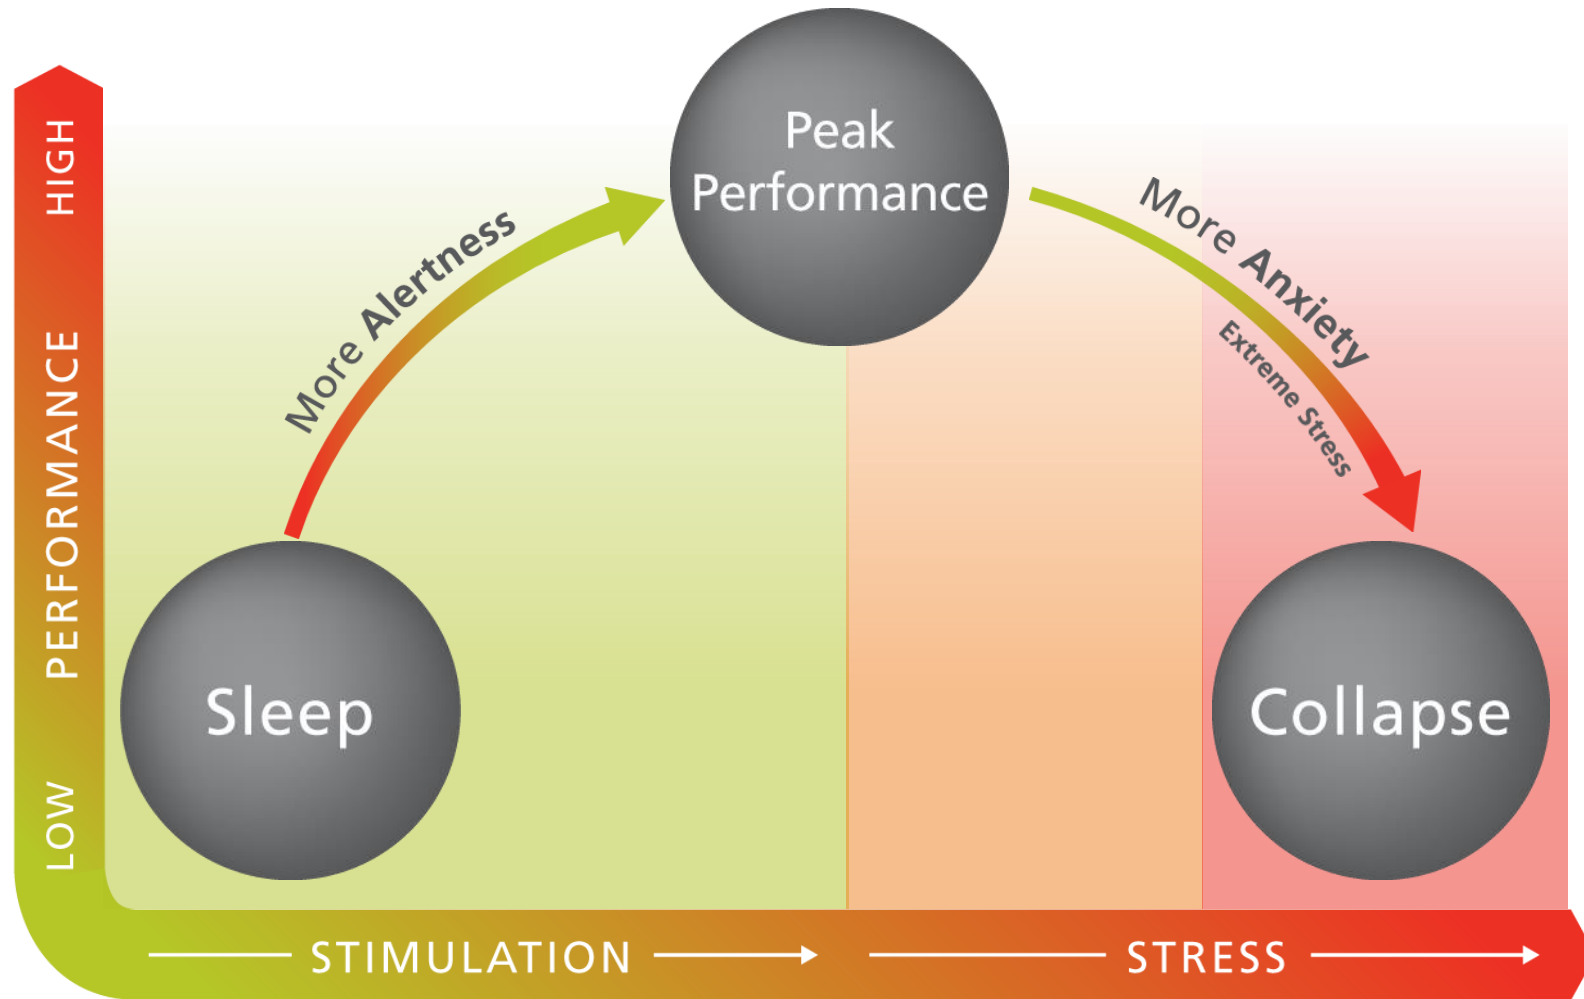 Peak
Performance
More Alertness
More Anxiety
Extreme Stress
Sleep
Collapse
HIGH
PERFORMANCE
LOW
STIMULATION
STRESS